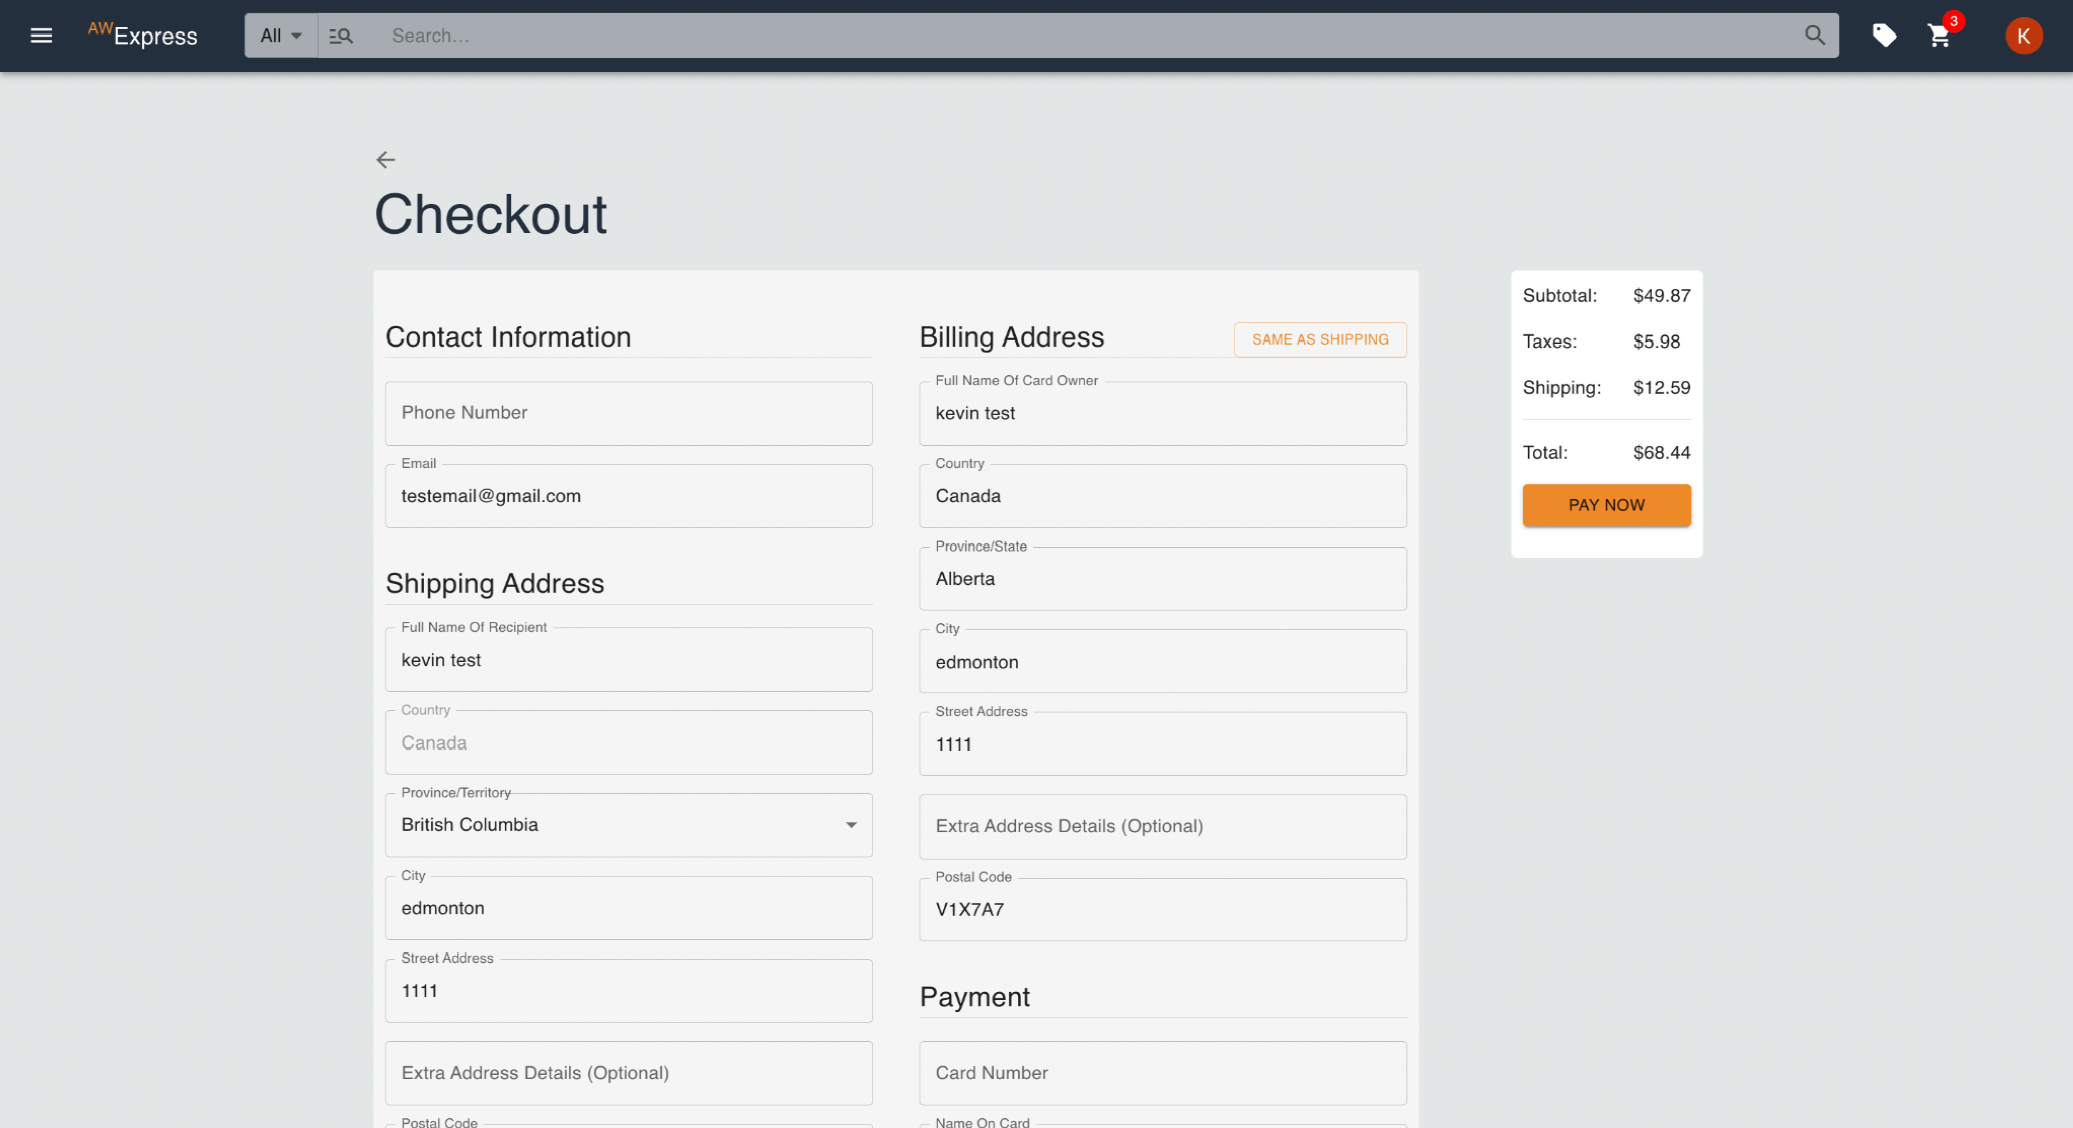 AWExpress
All
Search...
3
K
Checkout
Contact Information
Phone Number
Email
testemail@gmail.com
Shipping Address
Full Name Of Recipient
kevin test
Country
Canada
Province/Territory
British Columbia
City
edmonton
Street Address
1111
Extra Address Details (Optional)
Postal Code
Billing Address
SAME AS SHIPPING
Full Name Of Card Owner
kevin test
Country
Canada
Province/State
Alberta
City
edmonton
Street Address
1111
Extra Address Details (Optional)
Postal Code
V1X7A7
Payment
Card Number
Name On Card
Subtotal: $49.87
Taxes: $5.98
Shipping: $12.59
Total: $68.44
PAY NOW